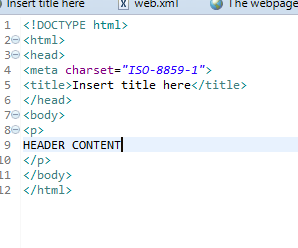 Insert title here web.xml The webpage
1 <!DOCTYPE html>
2 <html>
3 <head>
4 <meta charset="ISO-8859-1">
5 <title>Insert title here</title>
6 </head>
7 <body>
8 <p>
9 HEADER CONTENT
10 </p>
11 </body>
12 </html>